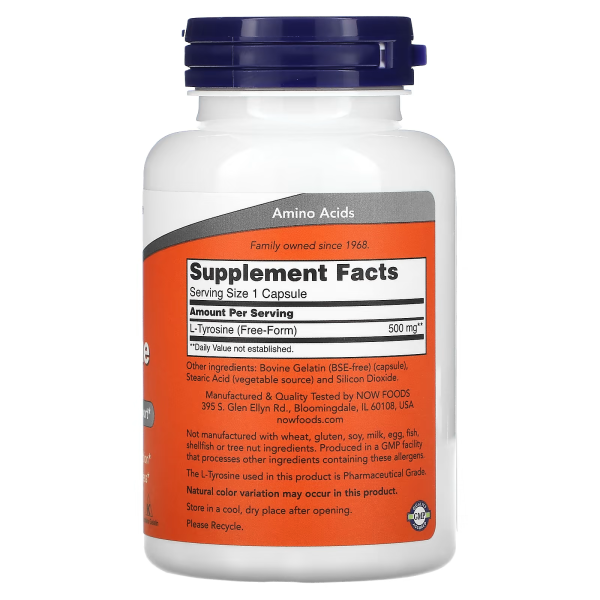 Amino Acids
Family owned since 1968.
Supplement Facts
Serving Size 1 Capsule
Amount Per Serving
L-Tyrosine (Free-Form) 500 mg**
**Daily Value not established.
Other ingredients: Bovine Gelatin (BSE-free) (capsule),
Stearic Acid (vegetable source) and Silicon Dioxide.
Manufactured & Quality Tested by NOW FOODS
395 S. Glen Ellyn Rd., Bloomingdale, IL 60108, USA
nowfoods.com
Not manufactured with wheat, gluten, soy, milk, egg, fish,
shellfish or tree nut ingredients. Produced in a GMP facility
that processes other ingredients containing these allergens.
The L-Tyrosine used in this product is Pharmaceutical Grade.
Natural color variation may occur in this product.
Store in a cool, dry place after opening.
Please Recycle.
GMP